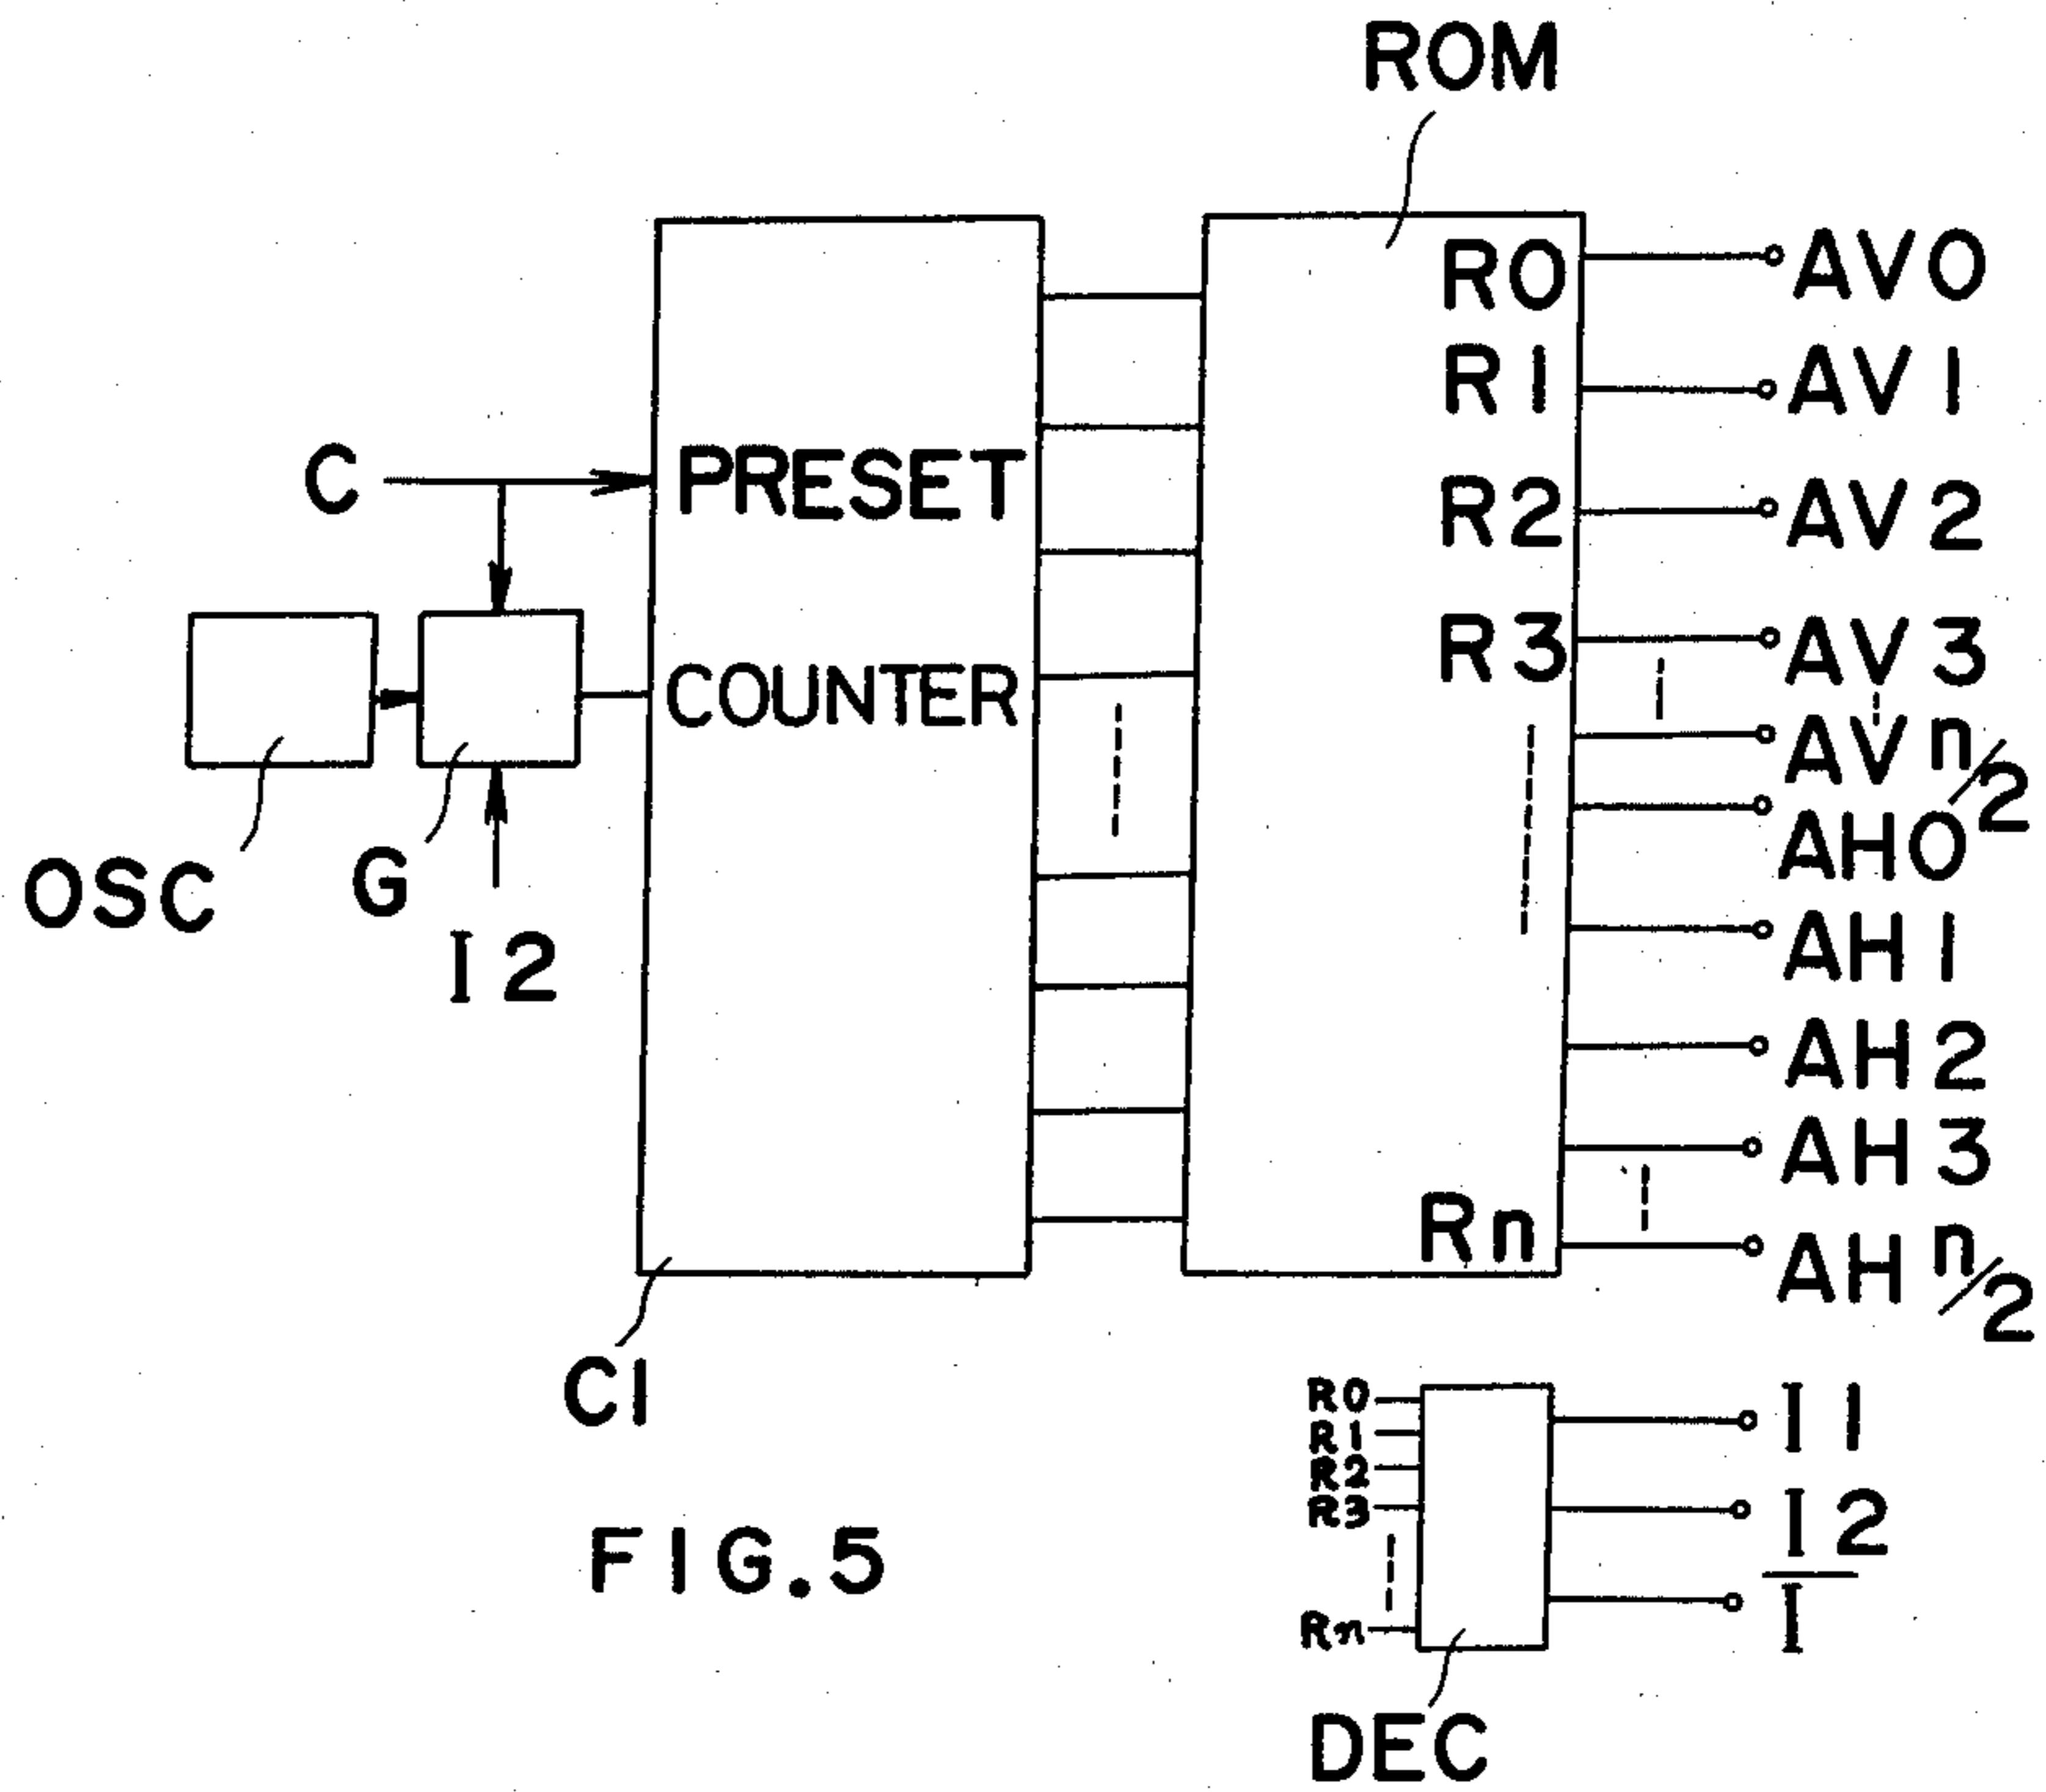 ROM
R0 AV0
R1 AV1
C PRESET R2 AV2
COUNTER R3 AV3
AV n/2
OSC G AH0
I2 AH1
AH2
AH3
Rn AH n/2
C1
R0 I1
R1
R2
R3 I2
Rn I̅
FIG.5
DEC